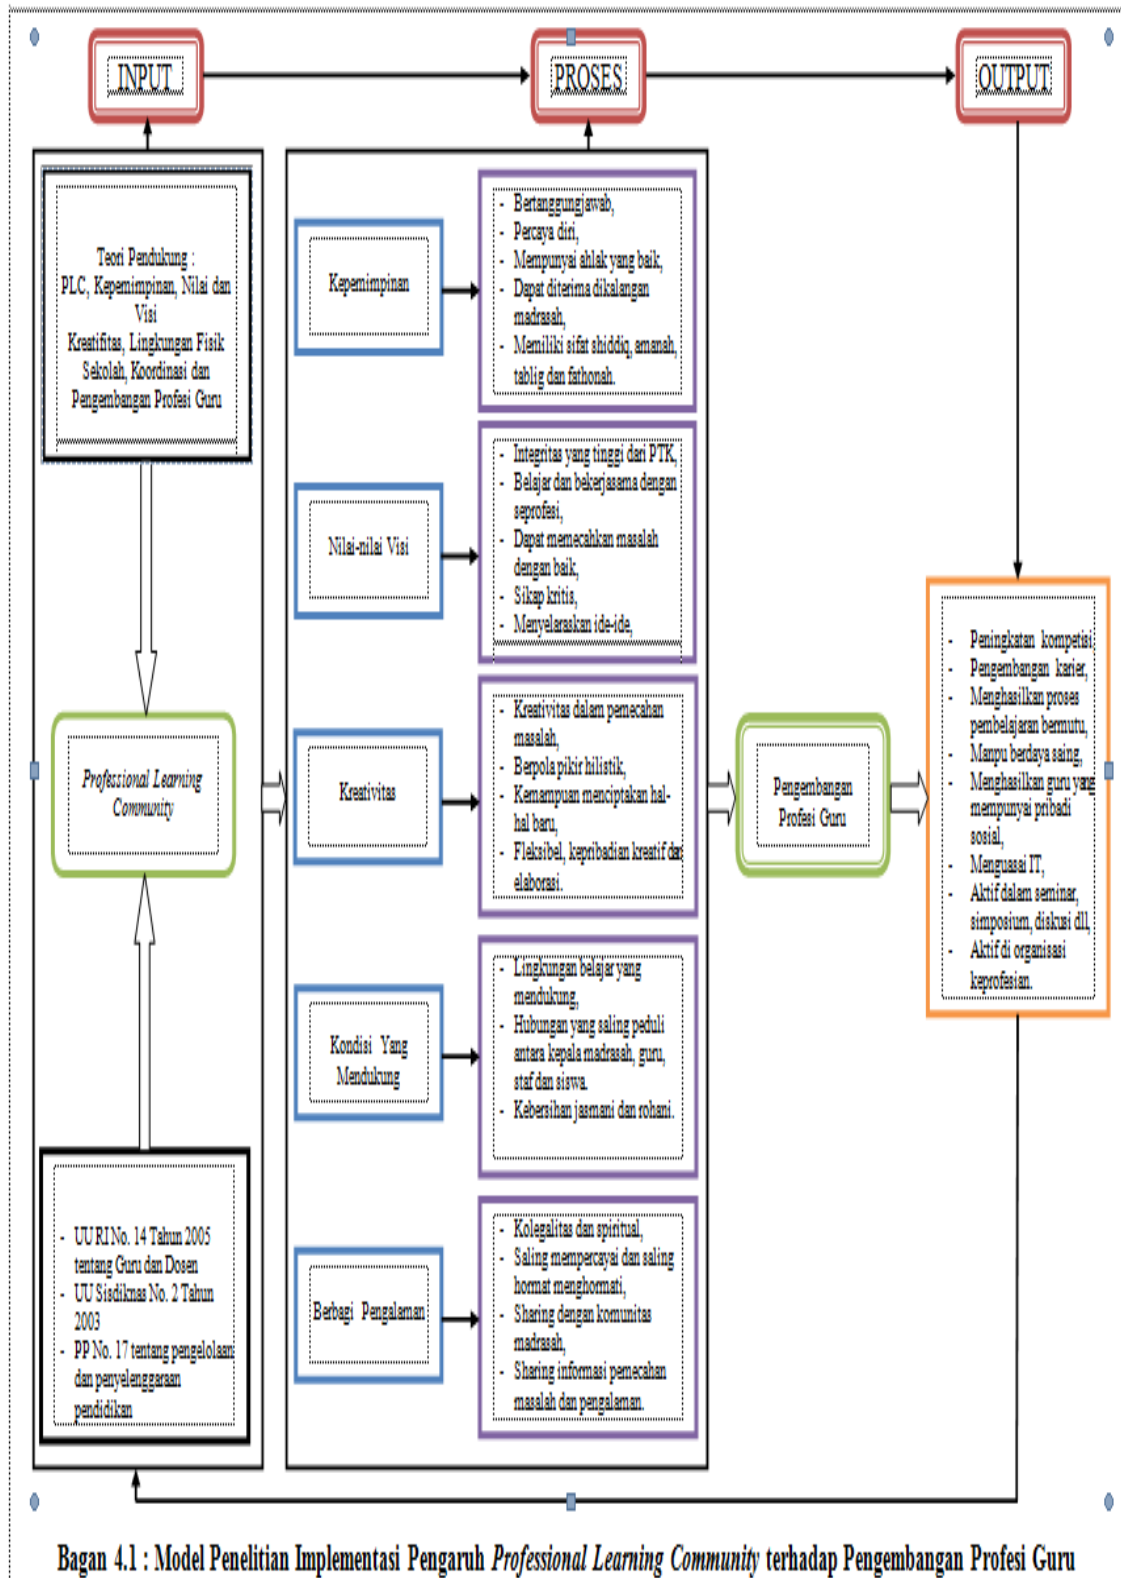 INPUT
PROSES
OUTPUT
Teori Pendukung :
PLC, Kepemimpinan, Nilai dan
Visi
Kreatifitas, Lingkungan Fisik
Sekolah, Koordinasi dan
Pengembangan Profesi Guru
Professional Learning
Community
- UU RI No. 14 Tahun 2005
tentang Guru dan Dosen
- UU Sisdiknas No. 2 Tahun
2003
- PP No. 17 tentang pengelolaan
dan penyelenggaraan
pendidikan
Kepemimpinan
- Bertanggungjawab,
- Percaya diri,
- Mempunyai ahlak yang baik,
- Dapat diterima dikalangan
madrasah,
- Memiliki sifat shiddiq, amanah,
tablig dan fathonah.
Nilai-nilai Visi
- Integritas yang tinggi dari PTK,
- Belajar dan bekerjasama dengan
seprofesi,
- Dapat memecahkan masalah
dengan baik,
- Sikap kritis,
- Menyelaraskan ide-ide,
Kreativitas
- Kreativitas dalam pemecahan
masalah,
- Berpola pikir hilistik,
- Kemampuan menciptakan hal-
hal baru,
- Fleksibel, kepribadian kreatif dan
elaborasi.
Kondisi Yang
Mendukung
- Lingkungan belajar yang
mendukung,
- Hubungan yang saling peduli
antara kepala madrasah, guru,
staf dan siswa.
- Kebersihan jasmani dan rohani.
Berbagi Pengalaman
- Kolegalitas dan spiritual,
- Saling mempercayai dan saling
hormat menghormati,
- Sharing dengan komunitas
madrasah,
- Sharing informasi pemecahan
masalah dan pengalaman.
Pengembangan
Profesi Guru
- Peningkatan kompetisi
- Pengembangan karier,
- Menghasilkan proses
pembelajaran bermutu,
- Manpu berdaya saing,
- Menghasilkan guru yang
mempunyai pribadi
sosial,
- Menguasai IT,
- Aktif dalam seminar,
simposium, diskusi dll,
- Aktif di organisasi
keprofesian.
Bagan 4.1 : Model Penelitian Implementasi Pengaruh Professional Learning Community terhadap Pengembangan Profesi Guru